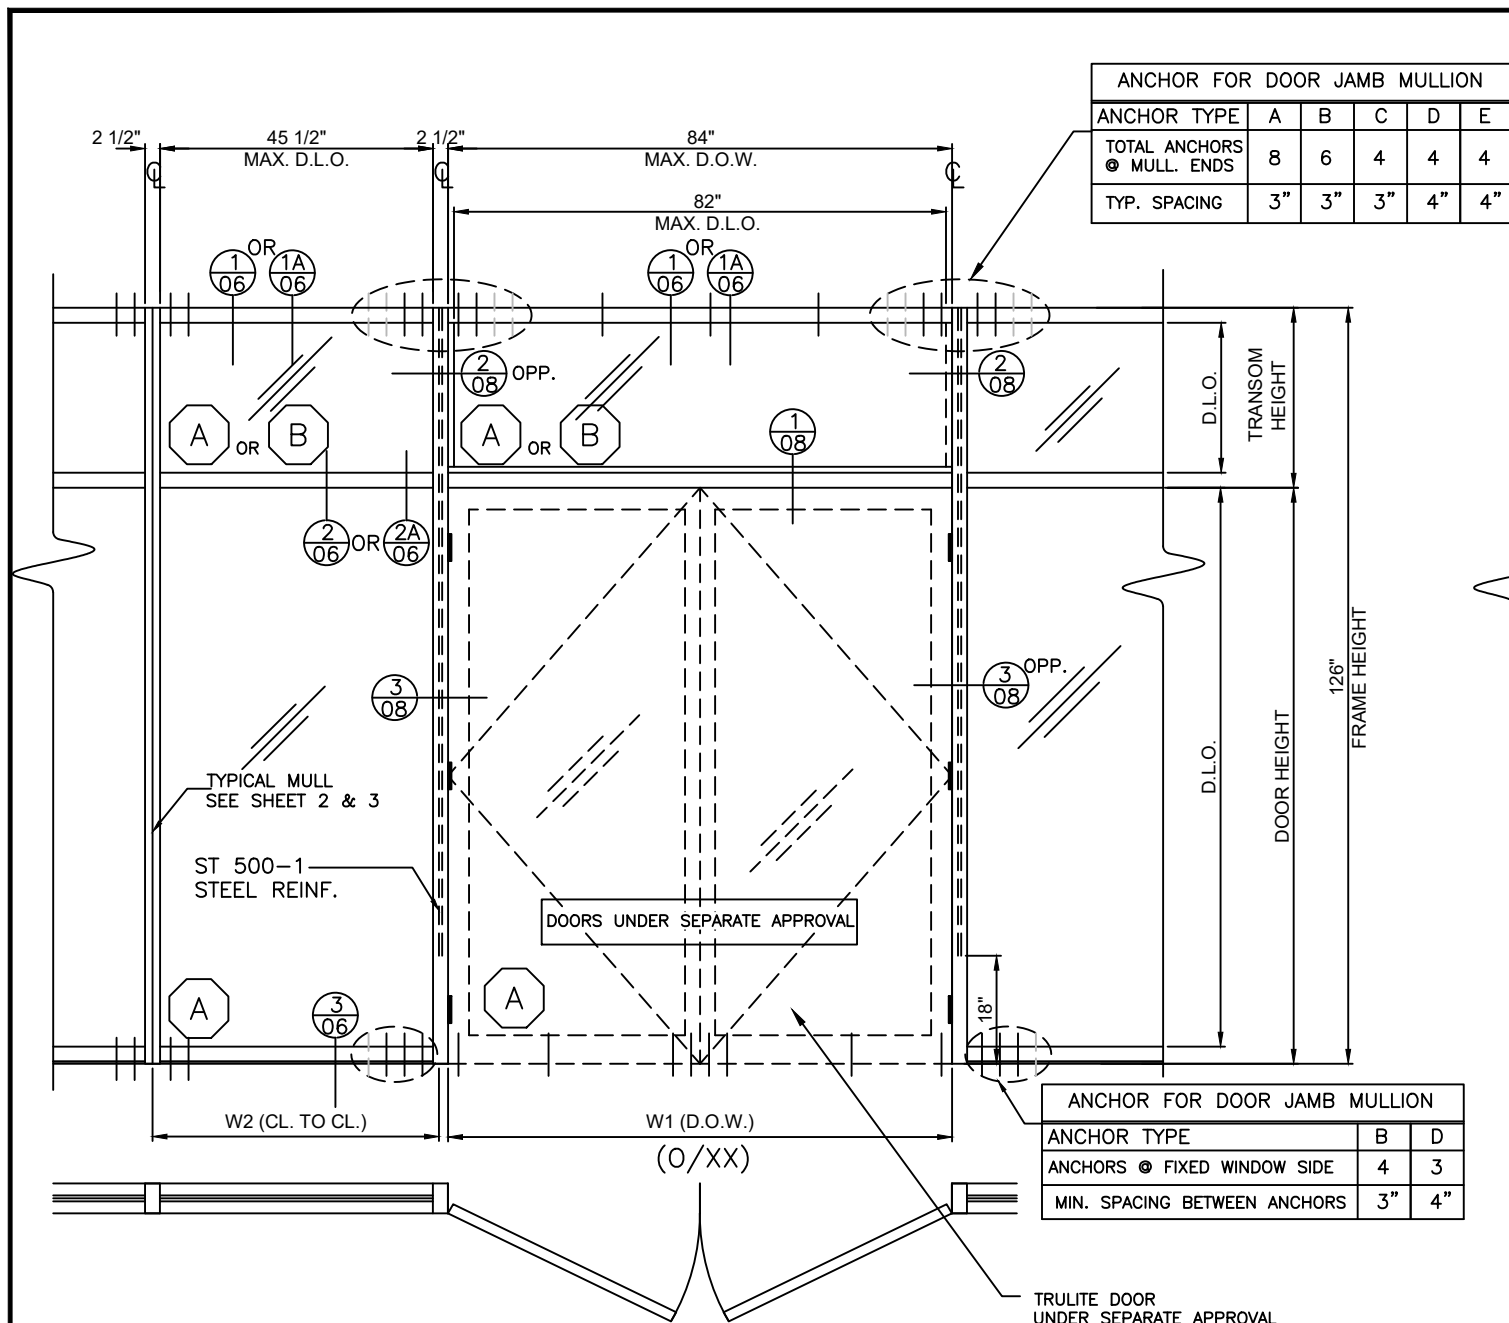 ANCHOR FOR DOOR JAMB MULLION
ANCHOR TYPE A B C D E
TOTAL ANCHORS
@ MULL. ENDS 8 6 4 4 4
TYP. SPACING 3" 3" 3" 4" 4"
2 1/2" 45 1/2" 2 1/2" 84"
MAX. D.L.O. MAX. D.O.W.
82"
MAX. D.L.O.
1/06 OR 1A/06
1/06 OR 1A/06
2/08 OPP.
2/08
A OR B
A OR B
1/08
D.L.O.
TRANSOM
HEIGHT
2/06 OR 2A/06
3/08
3/08 OPP.
126"
FRAME HEIGHT
D.L.O.
DOOR HEIGHT
TYPICAL MULL
SEE SHEET 2 & 3
ST 500-1
STEEL REINF.
DOORS UNDER SEPARATE APPROVAL
A
3/06
A
18"
W2 (CL. TO CL.)
W1 (D.O.W.)
(O/XX)
ANCHOR FOR DOOR JAMB MULLION
ANCHOR TYPE B D
ANCHORS @ FIXED WINDOW SIDE 4 3
MIN. SPACING BETWEEN ANCHORS 3" 4"
TRULITE DOOR
UNDER SEPARATE APPROVAL